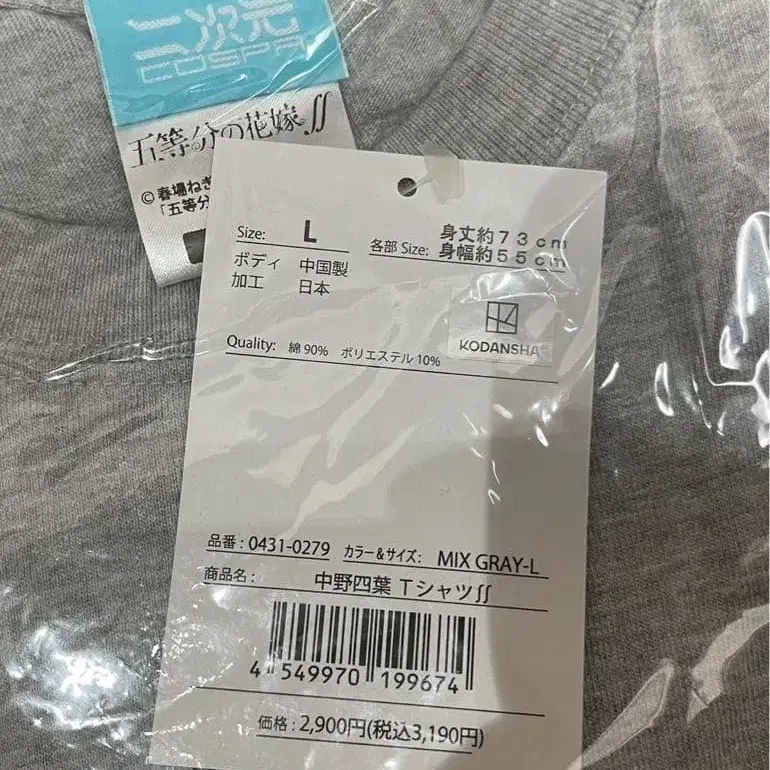 二次元
COSPA
五等分の花嫁∬
©春場ねぎ
「五等分
Size: L
各部 Size: 身丈約73cm
身幅約55cm
ボディ 中国製
加工 日本
KODANSHA
Quality: 綿90% ポリエステル10%
品番:0431-0279 カラー&サイズ: MIX GRAY-L
商品名: 中野四葉 Tシャツ∬
4 549970 199674
価格:2,900円(税込3,190円)